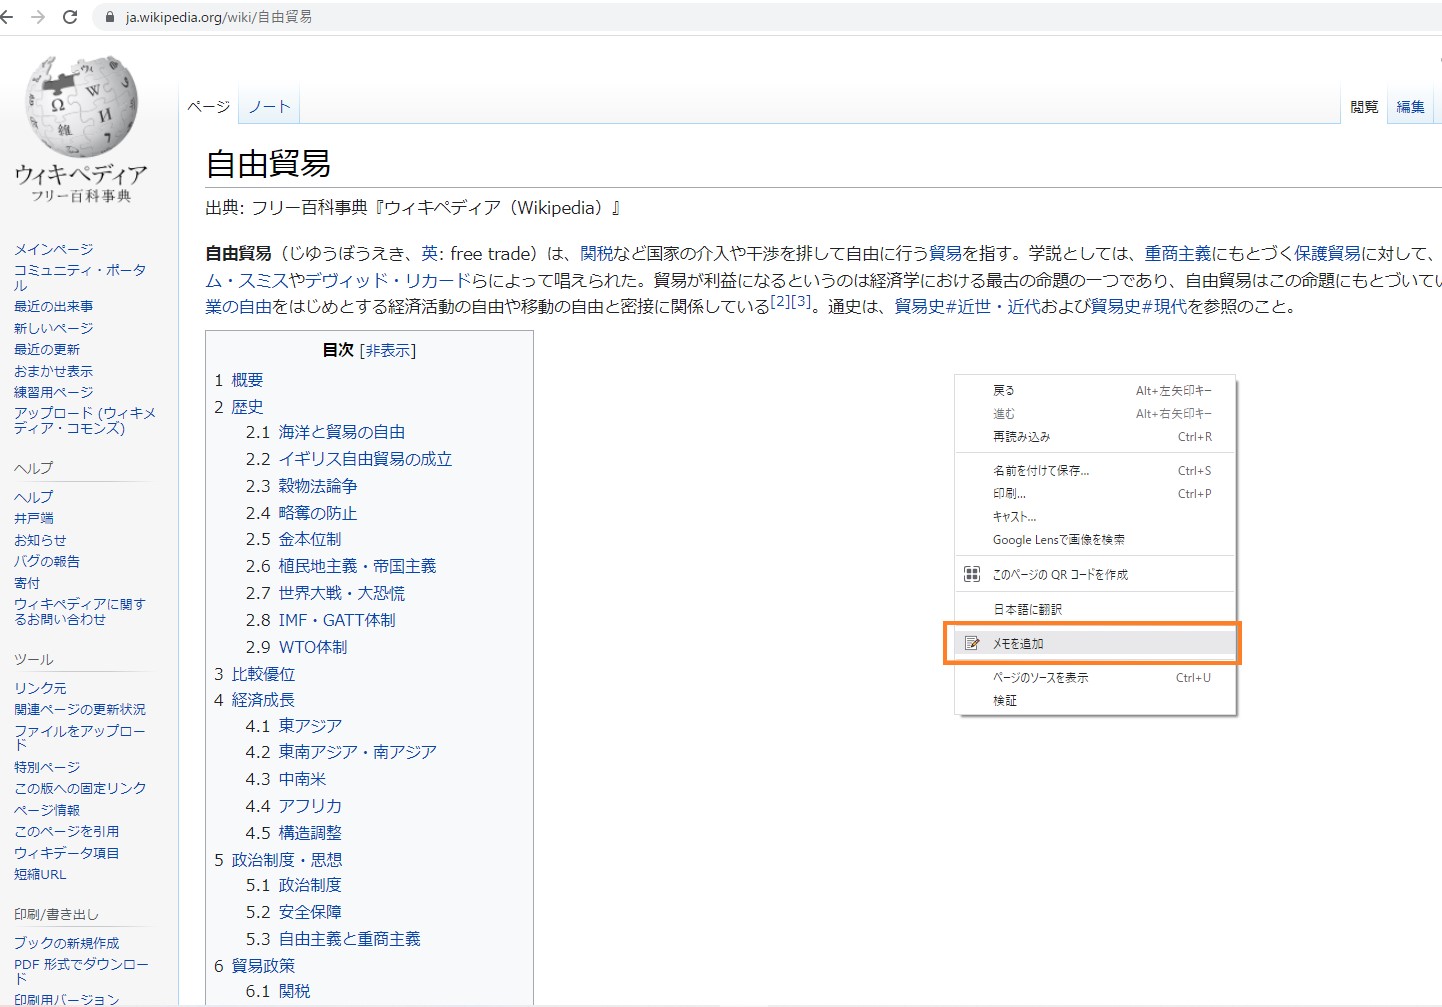 ja.wikipedia.org/wiki/自由貿易
ウィキペディア
フリー百科事典
ページ
ノート
閲覧
編集
自由貿易
出典: フリー百科事典『ウィキペディア（Wikipedia）』
自由貿易（じゆうぼうえき、英: free trade）は、関税など国家の介入や干渉を排して自由に行う貿易を指す。学説としては、重商主義にもとづく保護貿易に対して、
ム・スミスやデヴィッド・リカードらによって唱えられた。貿易が利益になるというのは経済学における最古の命題の一つであり、自由貿易はこの命題にもとづいてい
業の自由をはじめとする経済活動の自由や移動の自由と密接に関係している[2][3]。通史は、貿易史#近世・近代および貿易史#現代を参照のこと。
メインページ
コミュニティ・ポータ
ル
最近の出来事
新しいページ
最近の更新
おまかせ表示
練習用ページ
アップロード (ウィキメ
ディア・コモンズ)
ヘルプ
ヘルプ
井戸端
お知らせ
バグの報告
寄付
ウィキペディアに関す
るお問い合わせ
ツール
リンク元
関連ページの更新状況
ファイルをアップロー
ド
特別ページ
この版への固定リンク
ページ情報
このページを引用
ウィキデータ項目
短縮URL
印刷/書き出し
ブックの新規作成
PDF 形式でダウンロー
ド
印刷用バージョン
目次 [非表示]
1 概要
2 歴史
2.1 海洋と貿易の自由
2.2 イギリス自由貿易の成立
2.3 穀物法論争
2.4 略奪の防止
2.5 金本位制
2.6 植民地主義・帝国主義
2.7 世界大戦・大恐慌
2.8 IMF・GATT体制
2.9 WTO体制
3 比較優位
4 経済成長
4.1 東アジア
4.2 東南アジア・南アジア
4.3 中南米
4.4 アフリカ
4.5 構造調整
5 政治制度・思想
5.1 政治制度
5.2 安全保障
5.3 自由主義と重商主義
6 貿易政策
6.1 関税
戻る Alt+左矢印キー
進む Alt+右矢印キー
再読み込み Ctrl+R
名前を付けて保存... Ctrl+S
印刷... Ctrl+P
キャスト...
Google Lensで画像を検索
このページの QR コードを作成
日本語に翻訳
メモを追加
ページのソースを表示 Ctrl+U
検証